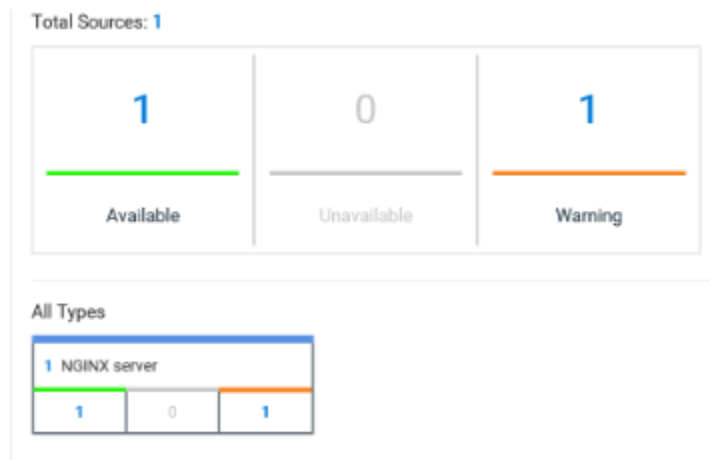 Total Sources: 1
1 0 1
Available Unavailable Warning
All Types
1 NGINX server
1 0 1